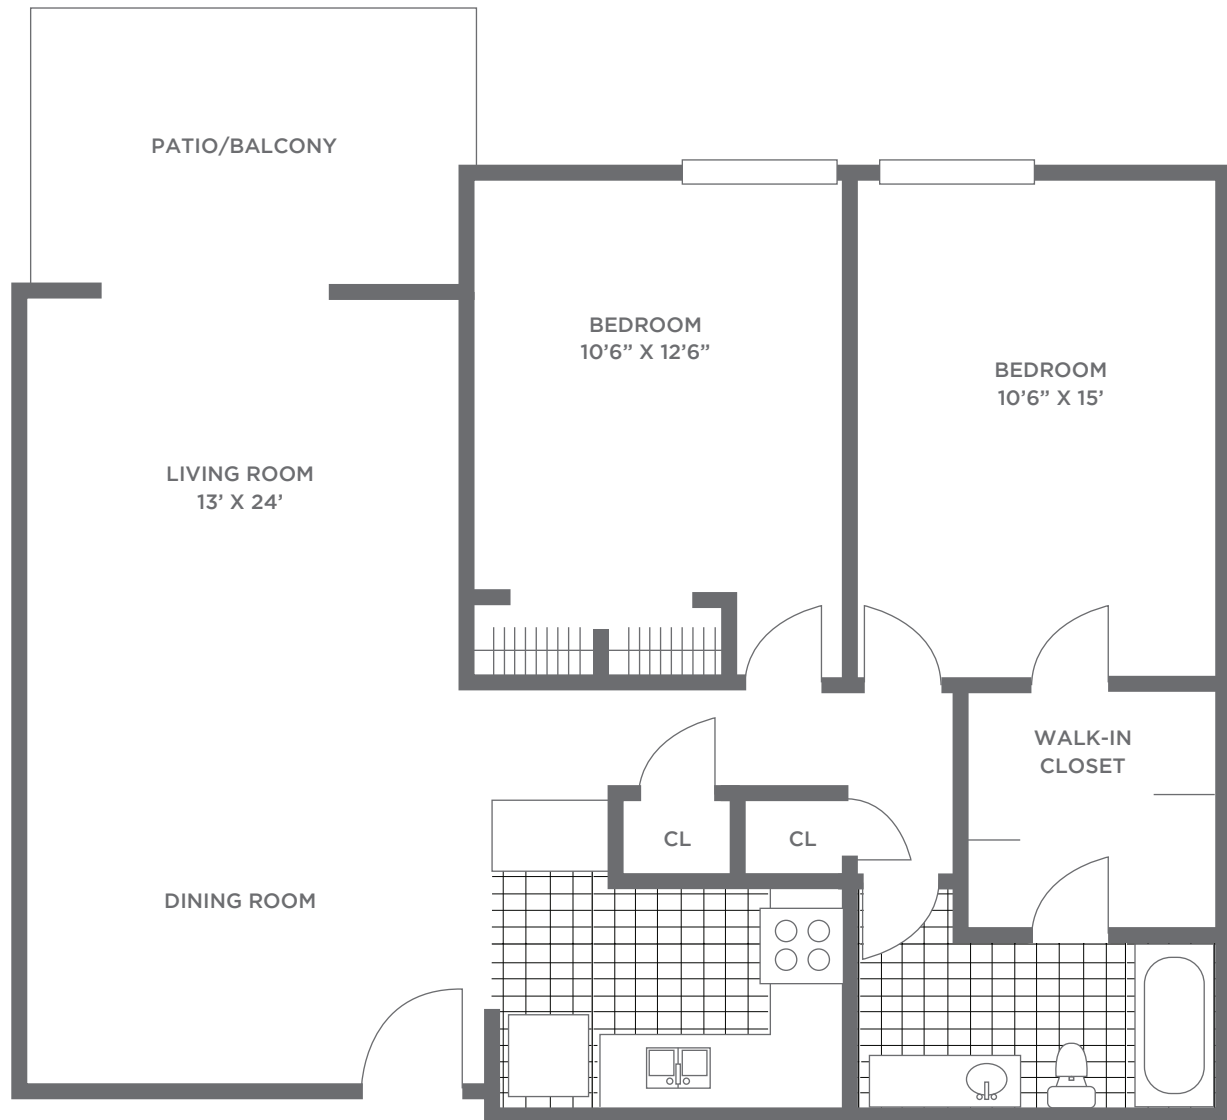 PATIO/BALCONY
BEDROOM
10’6” X 12’6”
BEDROOM
10’6” X 15’
LIVING ROOM
13’ X 24’
WALK-IN
CLOSET
CL
CL
DINING ROOM